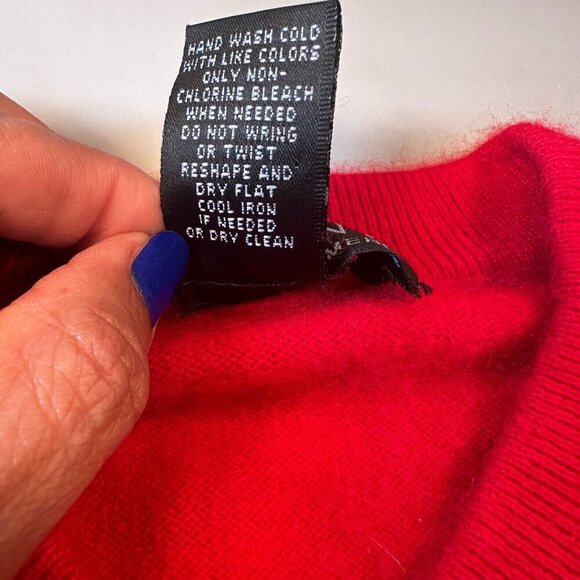 HAND WASH COLD
WITH LIKE COLORS
ONLY NON-
CHLORINE BLEACH
WHEN NEEDED
DO NOT WRING
OR TWIST
RESHAPE AND
DRY FLAT
COOL IRON
IF NEEDED
OR DRY CLEAN